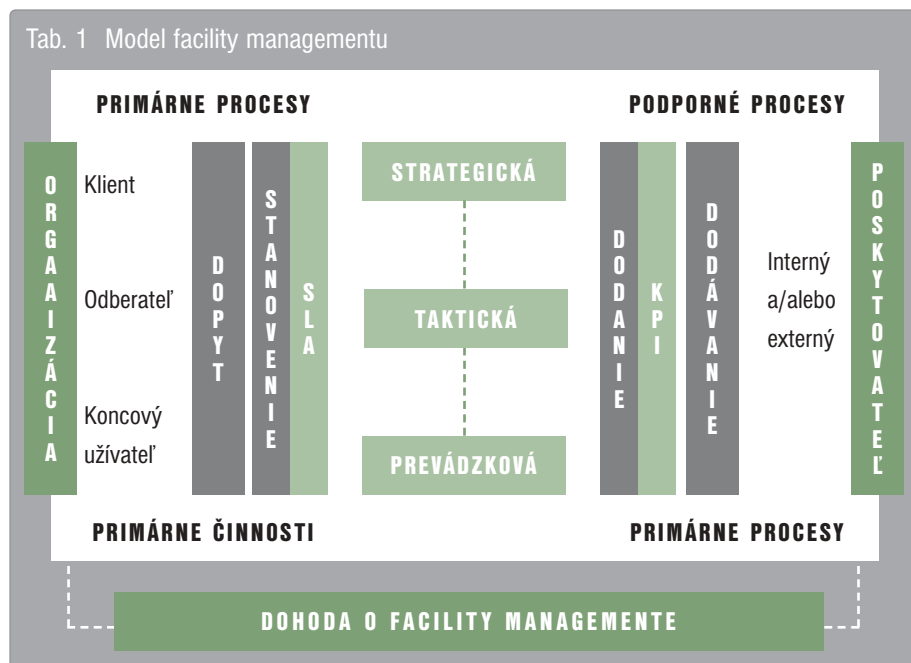 Tab. 1 Model facility managementu
PRIMÁRNE PROCESY
PODPORNÉ PROCESY
ORGAAIZÁCIA
Klient
Odberateľ
Koncový
užívateľ
DOPYT
STANOVENIE
SLA
STRATEGICKÁ
TAKTICKÁ
PREVÁDZKOVÁ
DODANIE
KPI
DODÁVANIE
Interný
a/alebo
externý
POSKYTOVATEĽ
PRIMÁRNE ČINNOSTI
PRIMÁRNE PROCESY
DOHODA O FACILITY MANAGEMENTE